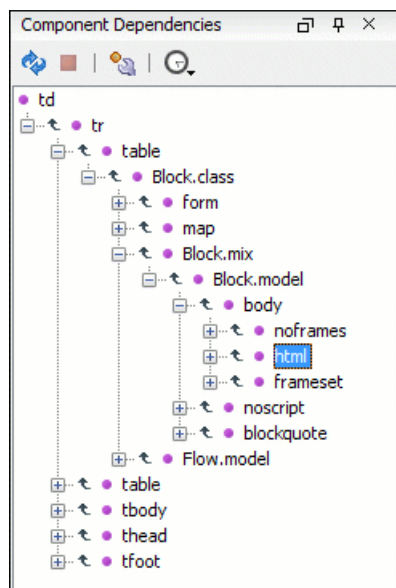 Component Dependencies
td
tr
table
Block.class
form
map
Block.mix
Block.model
body
noframes
html
frameset
noscript
blockquote
Flow.model
table
tbody
thead
tfoot